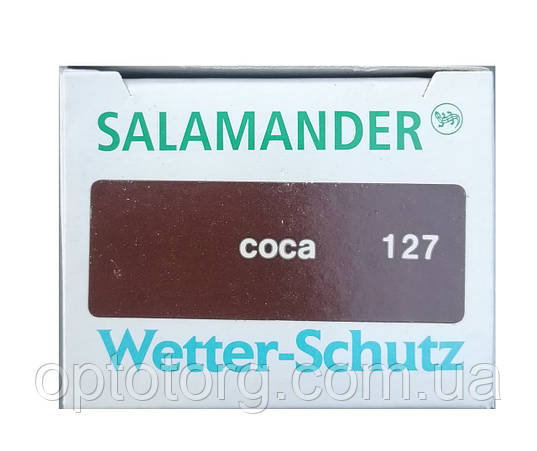 SALAMANDER
coca 127
Wetter-Schutz
optotorg.com.ua